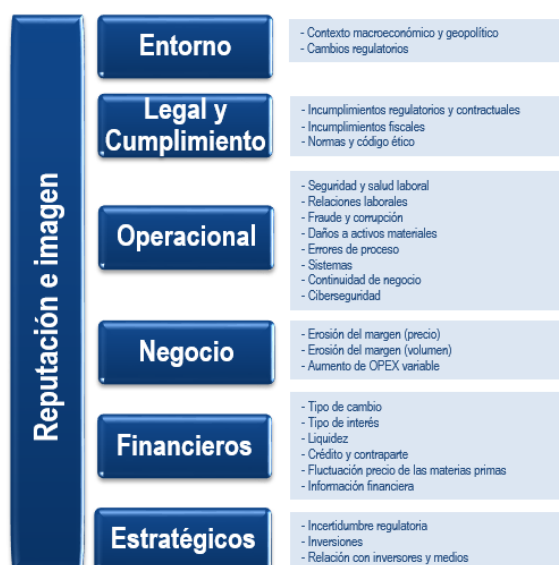 Reputación e imagen
Entorno
- Contexto macroeconómico y geopolítico
- Cambios regulatorios
Legal y
Cumplimiento
- Incumplimientos regulatorios y contractuales
- Incumplimientos fiscales
- Normas y código ético
Operacional
- Seguridad y salud laboral
- Relaciones laborales
- Fraude y corrupción
- Daños a activos materiales
- Errores de proceso
- Sistemas
- Continuidad de negocio
- Ciberseguridad
Negocio
- Erosión del margen (precio)
- Erosión del margen (volumen)
- Aumento de OPEX variable
Financieros
- Tipo de cambio
- Tipo de interés
- Liquidez
- Crédito y contraparte
- Fluctuación precio de las materias primas
- Información financiera
Estratégicos
- Incertidumbre regulatoria
- Inversiones
- Relación con inversores y medios